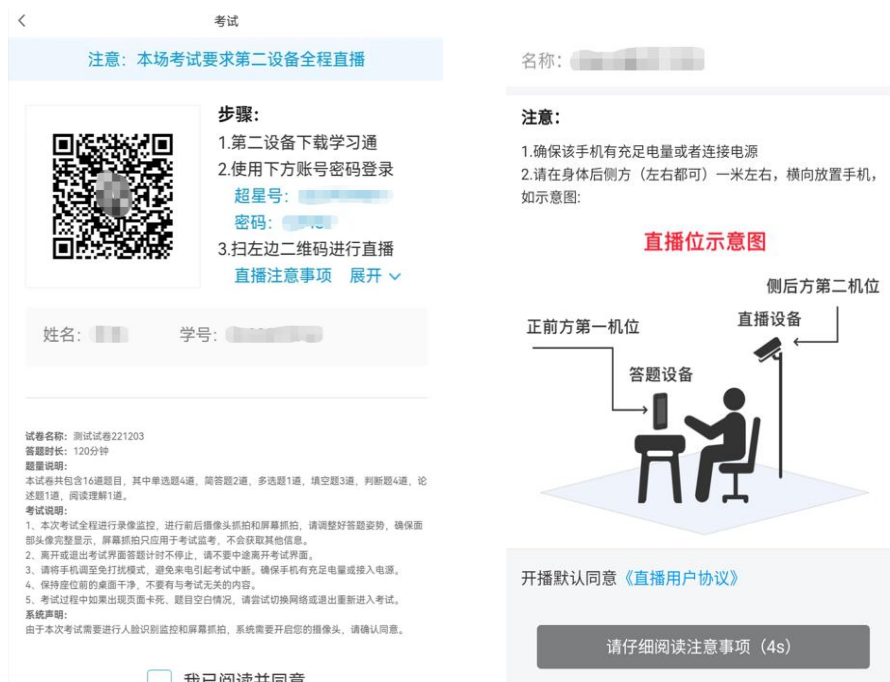 考试
注意：本场考试要求第二设备全程直播
步骤：
1.第二设备下载学习通
2.使用下方账号密码登录
超星号：
密码：
3.扫左边二维码进行直播
直播注意事项 展开
姓名： 学号：
试卷名称：测试试卷221203
答题时长：120分钟
题量说明：
本试卷共包含16道题目，其中单选题4道，简答题2道，多选题1道，填空题3道，判断题4道，论
述题1道，阅读理解1道。
考试说明：
1、本次考试全程进行录像监控，进行前后摄像头抓拍和屏幕抓拍，请调整好答题姿势，确保面
部头像完整显示，屏幕抓拍只应用于考试监考，不会获取其他信息。
2、离开或退出考试界面答题计时不停止，请不要中途离开考试界面。
3、请将手机调至免打扰模式，避免来电引起考试中断。确保手机有充足电量或接入电源。
4、保持座位前的桌面干净，不要有与考试无关的内容。
5、考试过程中如果出现页面卡死、题目空白情况，请尝试切换网络或退出重新进入考试。
系统声明：
由于本次考试需要进行人脸识别监控和屏幕抓拍，系统需要开启您的摄像头，请确认同意。
我已阅读并同意
名称：
注意：
1.确保该手机有充足电量或者连接电源
2.请在身体后侧方（左右都可）一米左右，横向放置手机，
如示意图：
直播位示意图
侧后方第二机位
直播设备
正前方第一机位
答题设备
开播默认同意《直播用户协议》
请仔细阅读注意事项（4s）